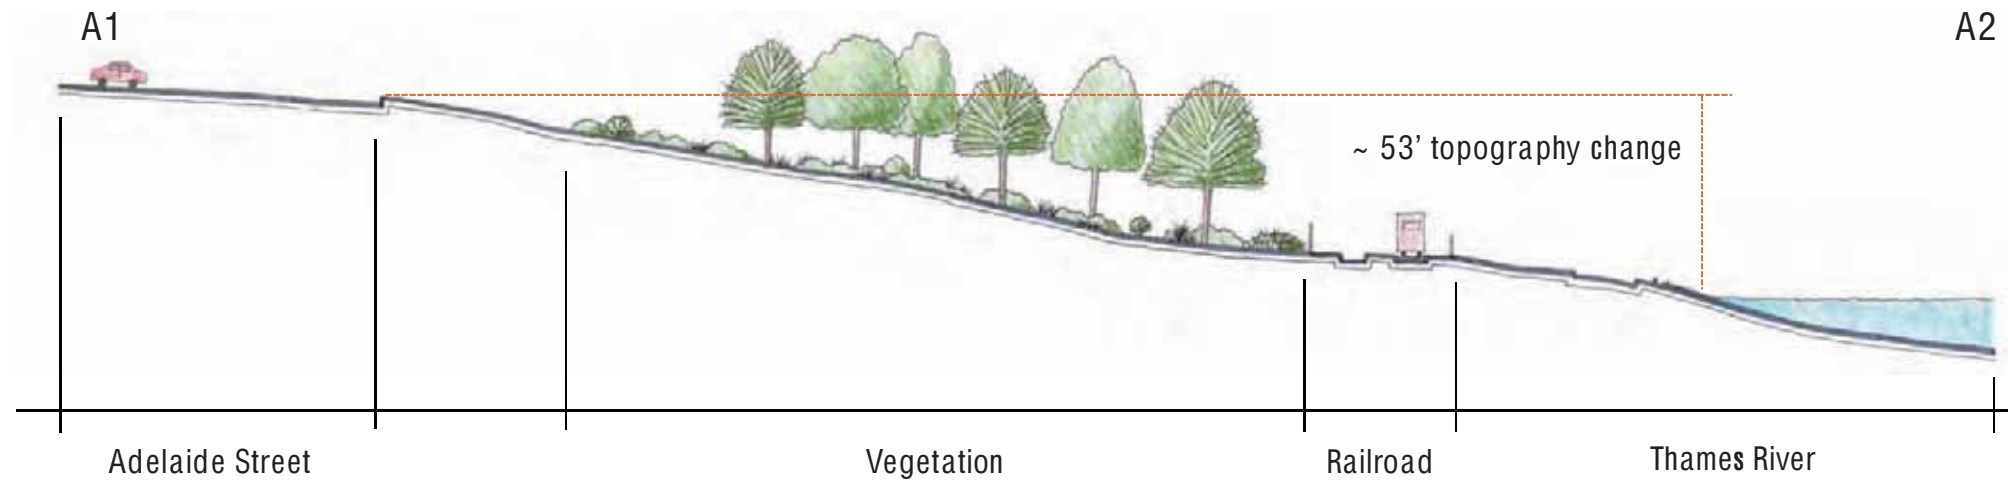 A1
A2
~ 53’ topography change
Adelaide Street
Vegetation
Railroad
Thames River